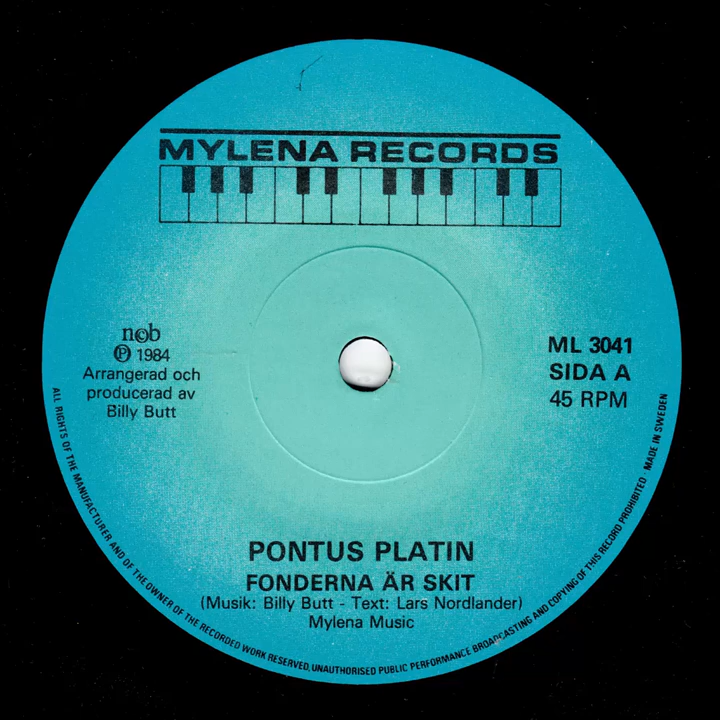 MYLENA RECORDS
ncb
Ⓟ 1984
Arrangerad och
producerad av
Billy Butt
ML 3041
SIDA A
45 RPM
PONTUS PLATIN
FONDERNA ÄR SKIT
(Musik: Billy Butt - Text: Lars Nordlander)
Mylena Music
ALL RIGHTS OF THE MANUFACTURER AND OF THE OWNER OF THE RECORDED WORK RESERVED, UNAUTHORISED PUBLIC PERFORMANCE BROADCASTING AND COPYING OF THIS RECORD PROHIBITED MADE IN SWEDEN